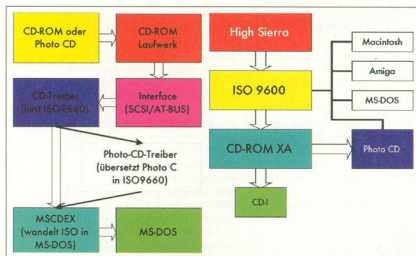 CD-ROM oder
Photo CD
CD-ROM
Laufwerk
CD-Treiber
(liest ISO9660)
Interface
(SCSI/AT-BUS)
Photo-CD-Treiber
(übersetzt Photo C
in ISO9660)
MSCDEX
(wandelt ISO in
MS-DOS)
MS-DOS
High Sierra
ISO 9600
CD-ROM XA
CD-I
Macintosh
Amiga
MS-DOS
Photo CD